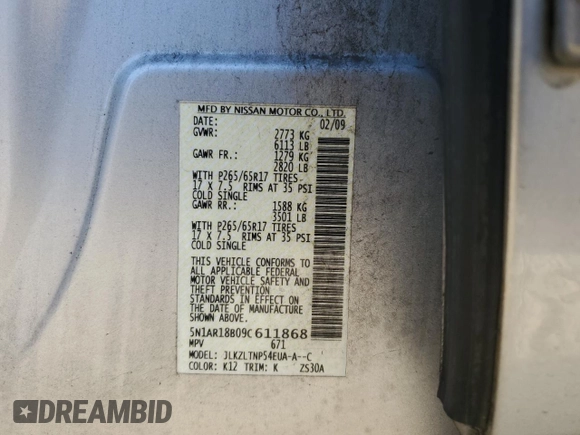 MFD BY NISSAN MOTOR CO., LTD.
DATE: 02/09
GVWR: 2773 KG
6113 LB
GAWR FR.: 1279 KG
2820 LB
WITH P265/65R17 TIRES
17 X 7.5 RIMS AT 35 PSI
COLD SINGLE
GAWR RR.: 1588 KG
3501 LB
WITH P265/65R17 TIRES
17 X 7.5 RIMS AT 35 PSI
COLD SINGLE
THIS VEHICLE CONFORMS TO
ALL APPLICABLE FEDERAL
MOTOR VEHICLE SAFETY AND
THEFT PREVENTION
STANDARDS IN EFFECT ON
THE DATE OF MANUFACTURE
SHOWN ABOVE.
5N1AR18B09C611868
MPV 671
MODEL: JLKZLTNP54EUA-A--C
COLOR: K12 TRIM: K ZS30A
DREAMBID